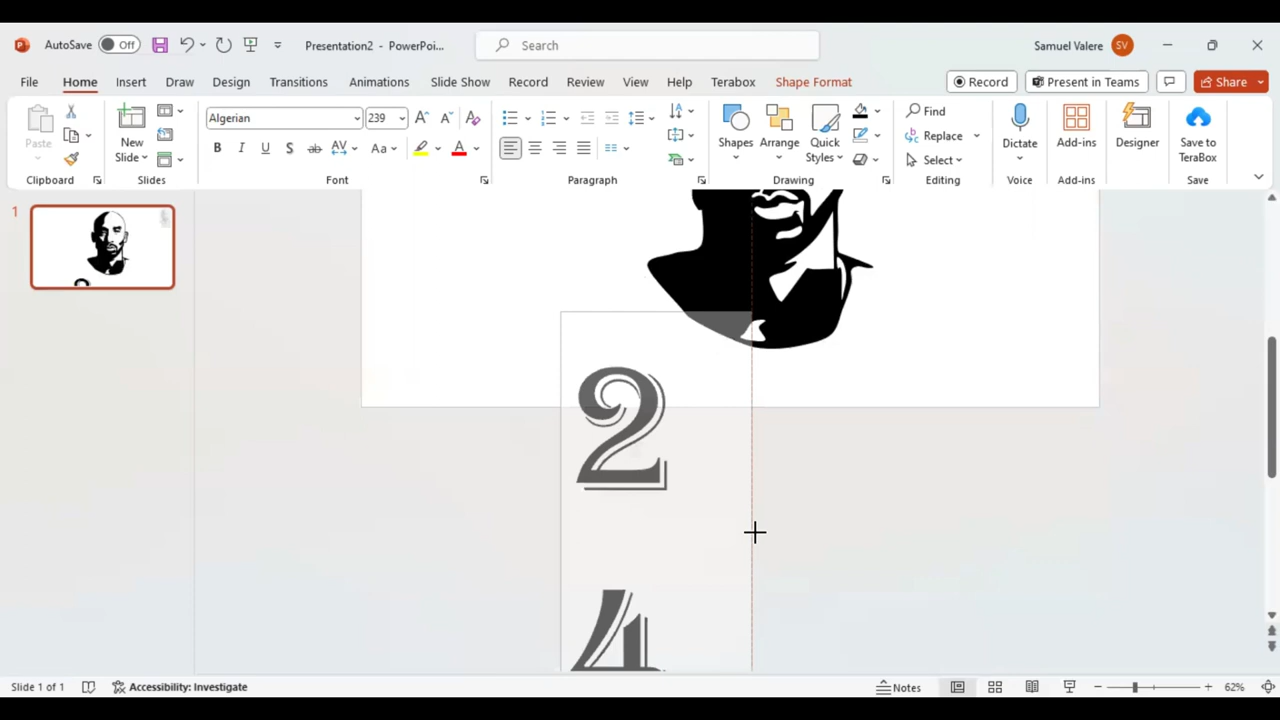 AutoSave Off Presentation2 - PowerPoi... Search Samuel Valere SV
File Home Insert Draw Design Transitions Animations Slide Show Record Review View Help Terabox Shape Format Record Present in Teams Share
Paste New Slide Algerian 239 A A A Shapes Arrange Quick Styles Find Replace Select Dictate Add-ins Designer Save to TeraBox
B I U S ab AV Aa A
Clipboard Slides Font Paragraph Drawing Editing Voice Add-ins Save
1
2
4
Slide 1 of 1 Accessibility: Investigate Notes 62%